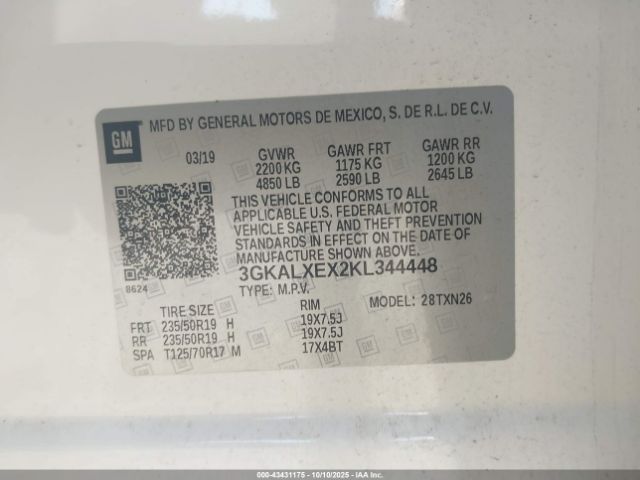 GM MFD BY GENERAL MOTORS DE MEXICO, S. DE R.L. DE C.V.
03/19 GVWR GAWR FRT GAWR RR
2200 KG 1175 KG 1200 KG
4850 LB 2590 LB 2645 LB
THIS VEHICLE CONFORMS TO ALL
APPLICABLE U.S. FEDERAL MOTOR
VEHICLE SAFETY AND THEFT PREVENTION
STANDARDS IN EFFECT ON THE DATE OF
MANUFACTURE SHOWN ABOVE.
8624 3GKALXEX2KL344448
TYPE: M.P.V. MODEL: 28TXN26
TIRE SIZE RIM
FRT 235/50R19 H 19X7.5J
RR 235/50R19 H 19X7.5J
SPA T125/70R17 M 17X4BT
000-43431175 - 10/10/2025 - IAA Inc.